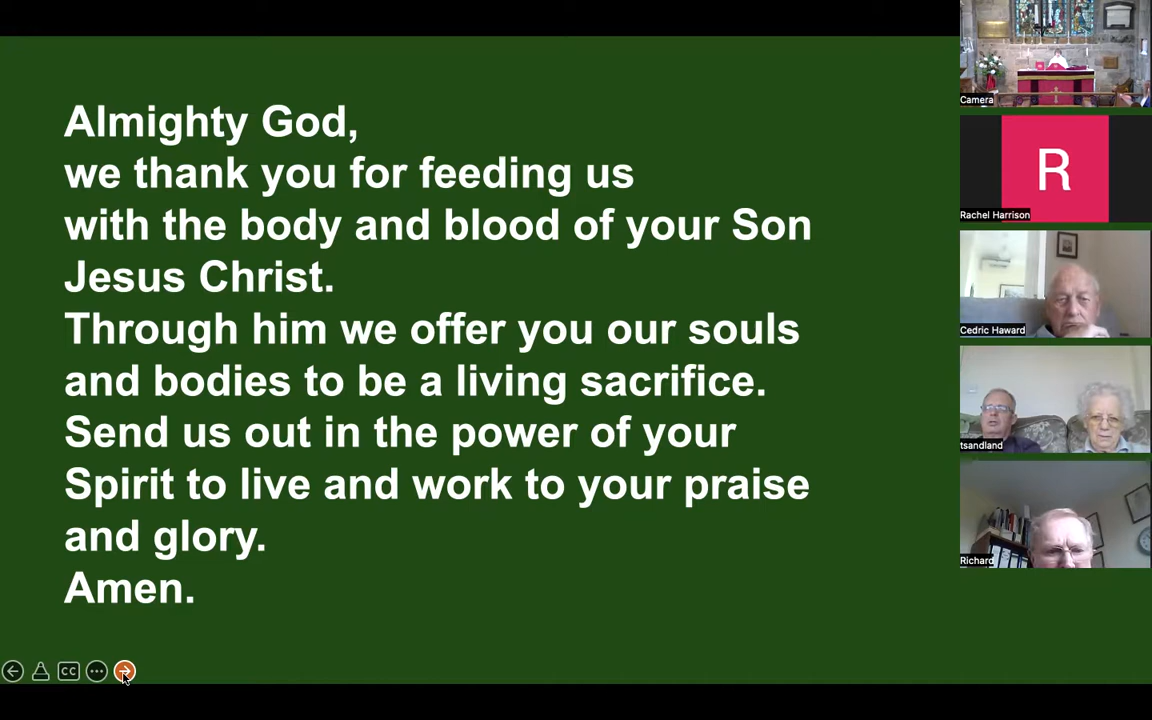 Almighty God,
we thank you for feeding us
with the body and blood of your Son
Jesus Christ.
Through him we offer you our souls
and bodies to be a living sacrifice.
Send us out in the power of your
Spirit to live and work to your praise
and glory.
Amen.
CC
Camera
R
Rachel Harrison
Cedric Haward
tsandland
Richard